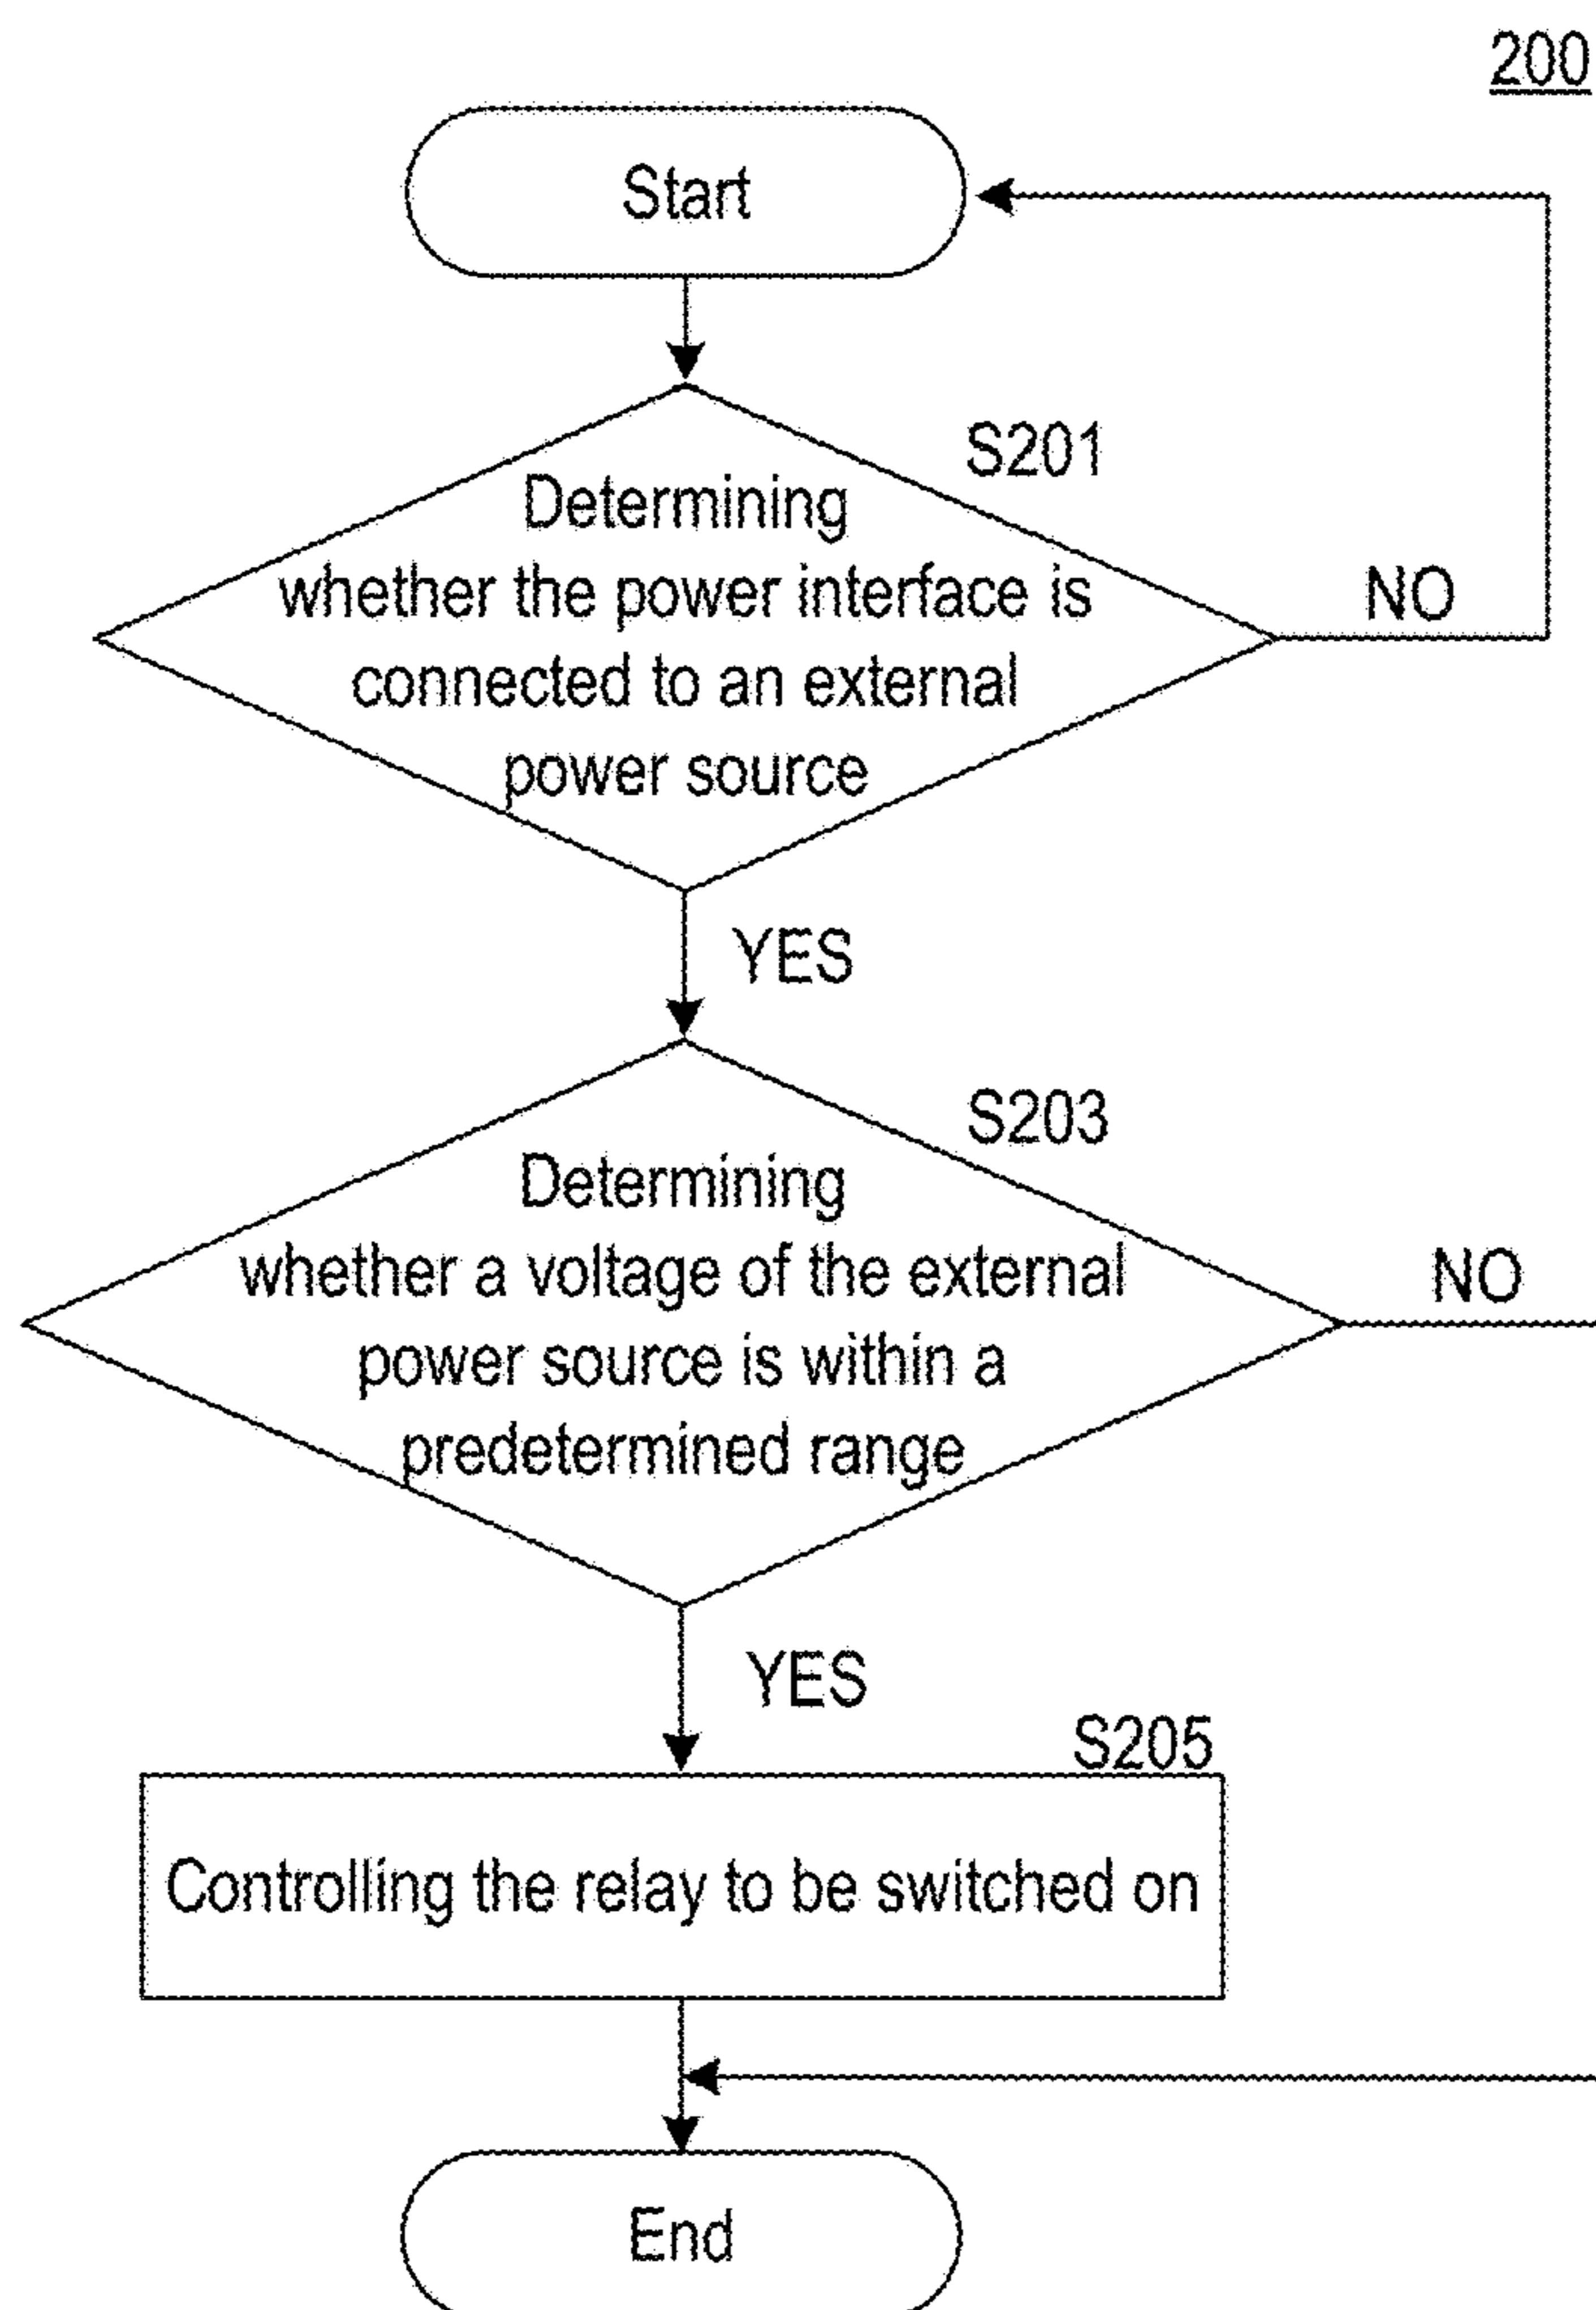 200
Start
S201
Determining
whether the power interface is
connected to an external
power source
NO
YES
S203
Determining
whether a voltage of the external
power source is within a
predetermined range
NO
YES
S205
Controlling the relay to be switched on
End